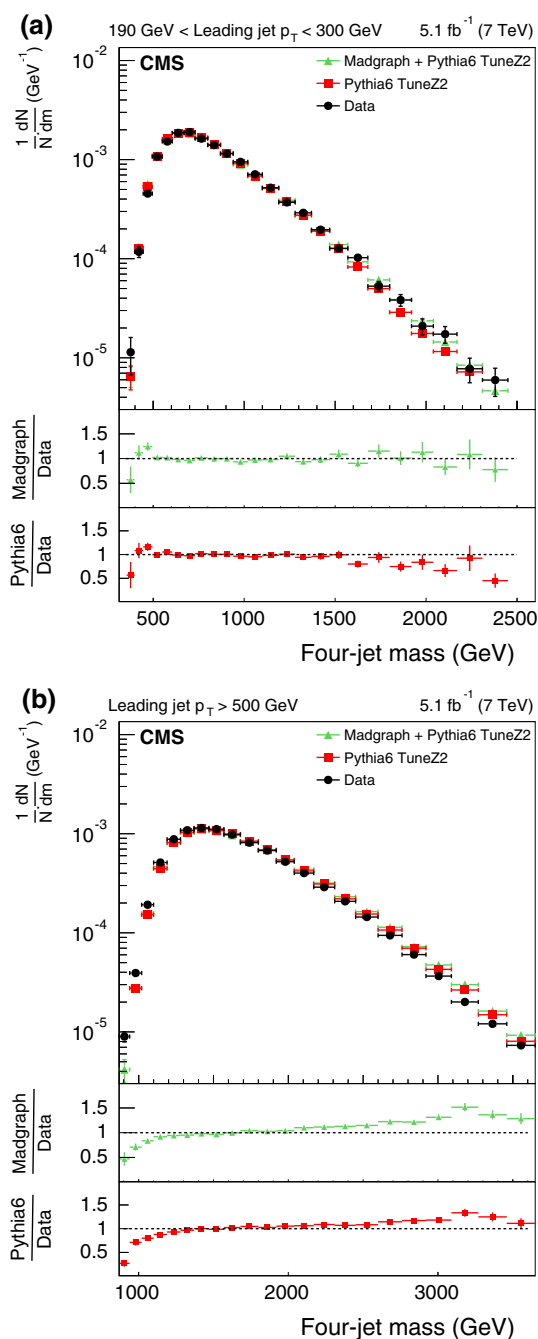 (a)
190 GeV < Leading jet p_T < 300 GeV 5.1 fb⁻¹ (7 TeV)
CMS
Madgraph + Pythia6 TuneZ2
Pythia6 TuneZ2
Data
1/N dN/dm (GeV⁻¹)
10⁻²
10⁻³
10⁻⁴
10⁻⁵
Madgraph
Data
1.5
1
0.5
Pythia6
Data
1.5
1
0.5
500 1000 1500 2000 2500
Four-jet mass (GeV)
(b)
Leading jet p_T > 500 GeV 5.1 fb⁻¹ (7 TeV)
CMS
Madgraph + Pythia6 TuneZ2
Pythia6 TuneZ2
Data
1/N dN/dm (GeV⁻¹)
10⁻²
10⁻³
10⁻⁴
10⁻⁵
Madgraph
Data
1.5
1
0.5
Pythia6
Data
1.5
1
0.5
1000 2000 3000
Four-jet mass (GeV)